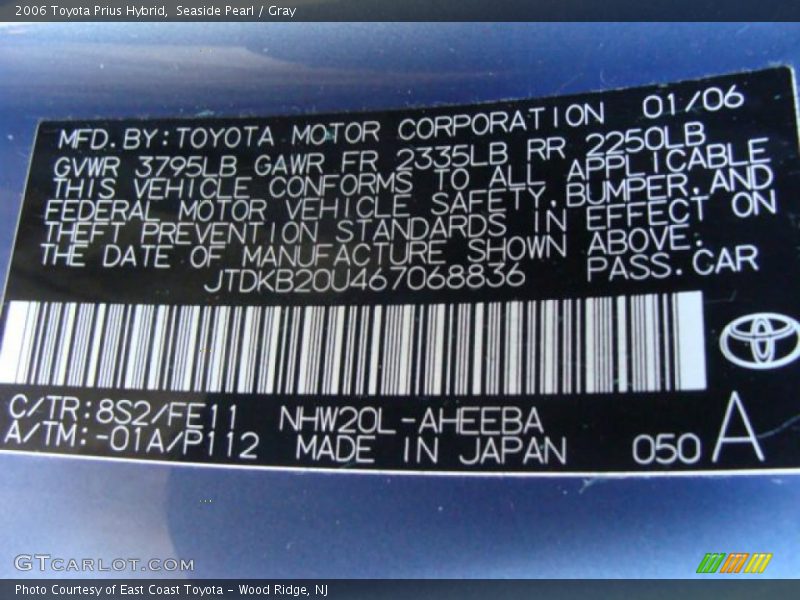 2006 Toyota Prius Hybrid, Seaside Pearl / Gray
MFD. BY: TOYOTA MOTOR CORPORATION 01/06
GVWR 3795LB GAWR FR 2335LB RR 2250LB
THIS VEHICLE CONFORMS TO ALL APPLICABLE
FEDERAL MOTOR VEHICLE SAFETY, BUMPER, AND
THEFT PREVENTION STANDARDS IN EFFECT ON
THE DATE OF MANUFACTURE SHOWN ABOVE.
JTDKB20U467068836 PASS. CAR
C/TR: 8S2/FE11 NHW20L-AHEEBA
A/TM: -01A/P112 MADE IN JAPAN 050 A
GTCARLOT.COM
Photo Courtesy of East Coast Toyota - Wood Ridge, NJ